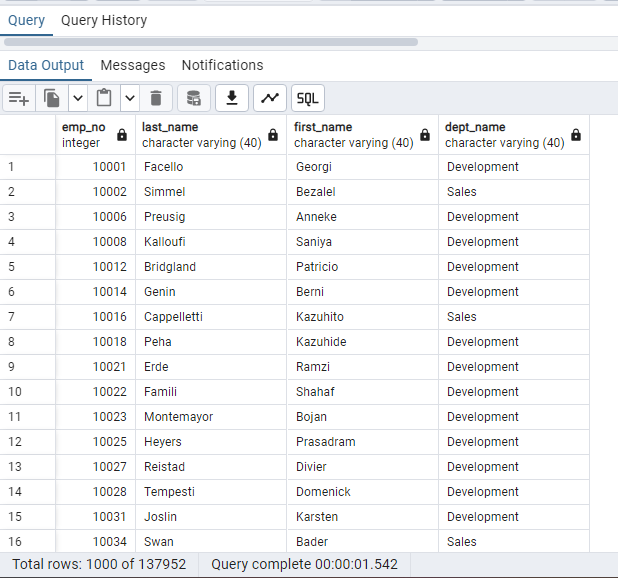 Query Query History
Data Output Messages Notifications
SQL
emp_no last_name first_name dept_name
integer character varying (40) character varying (40) character varying (40)
1 10001 Facello Georgi Development
2 10002 Simmel Bezalel Sales
3 10006 Preusig Anneke Development
4 10008 Kalloufi Saniya Development
5 10012 Bridgland Patricio Development
6 10014 Genin Berni Development
7 10016 Cappelletti Kazuhito Sales
8 10018 Peha Kazuhide Development
9 10021 Erde Ramzi Development
10 10022 Famili Shahaf Development
11 10023 Montemayor Bojan Development
12 10025 Heyers Prasadram Development
13 10027 Reistad Divier Development
14 10028 Tempesti Domenick Development
15 10031 Joslin Karsten Development
16 10034 Swan Bader Sales
Total rows: 1000 of 137952 Query complete 00:00:01.542